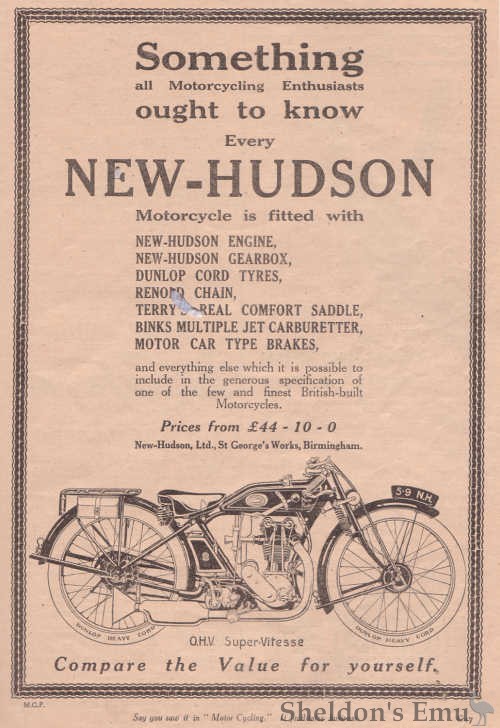 Something
all Motorcycling Enthusiasts
ought to know
Every
NEW-HUDSON
Motorcycle is fitted with
NEW-HUDSON ENGINE,
NEW-HUDSON GEARBOX,
DUNLOP CORD TYRES,
RENOLD CHAIN,
TERRY'S REAL COMFORT SADDLE,
BINKS MULTIPLE JET CARBURETTER,
MOTOR CAR TYPE BRAKES,
and everything else which it is possible to
include in the generous specification of
one of the few and finest British-built
Motorcycles.
Prices from £44-10-0
New-Hudson, Ltd., St George's Works, Birmingham.
5·9 N.H.
DUNLOP HEAVY CORD
DUNLOP HEAVY CORD
O.H.V. Super-Vitesse
Compare the Value for yourself.
M.C.P.
Say you saw it in "Motor Cycling."
Sheldon's Emu